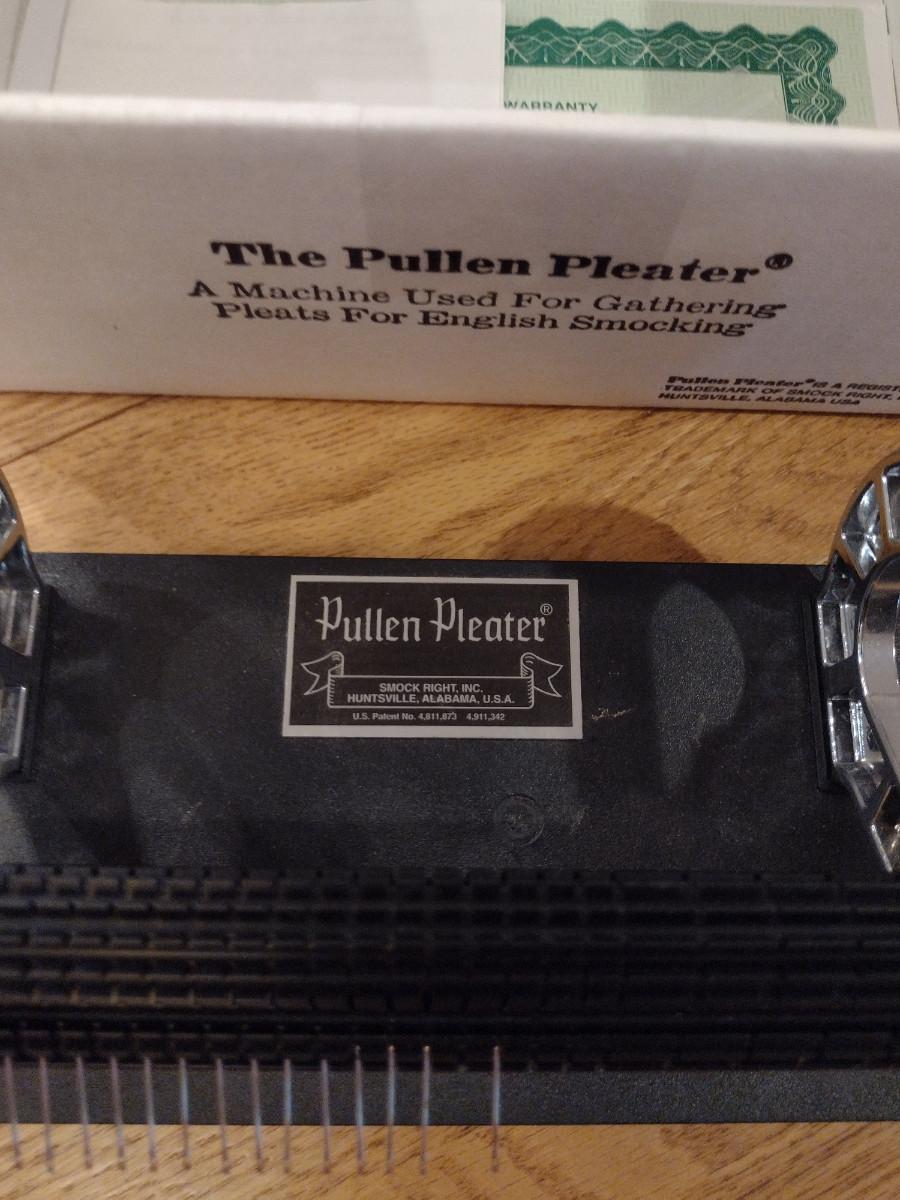 WARRANTY
The Pullen Pleater®
A Machine Used For Gathering
Pleats For English Smocking
Pullen Pleater® IS A
TRADEMARK OF SMOCK RIGHT,
HUNTSVILLE, ALABAMA USA
Pullen Pleater®
SMOCK RIGHT, INC.
HUNTSVILLE, ALABAMA, U.S.A.
U.S. Patent No. 4,811,873 4,911,342